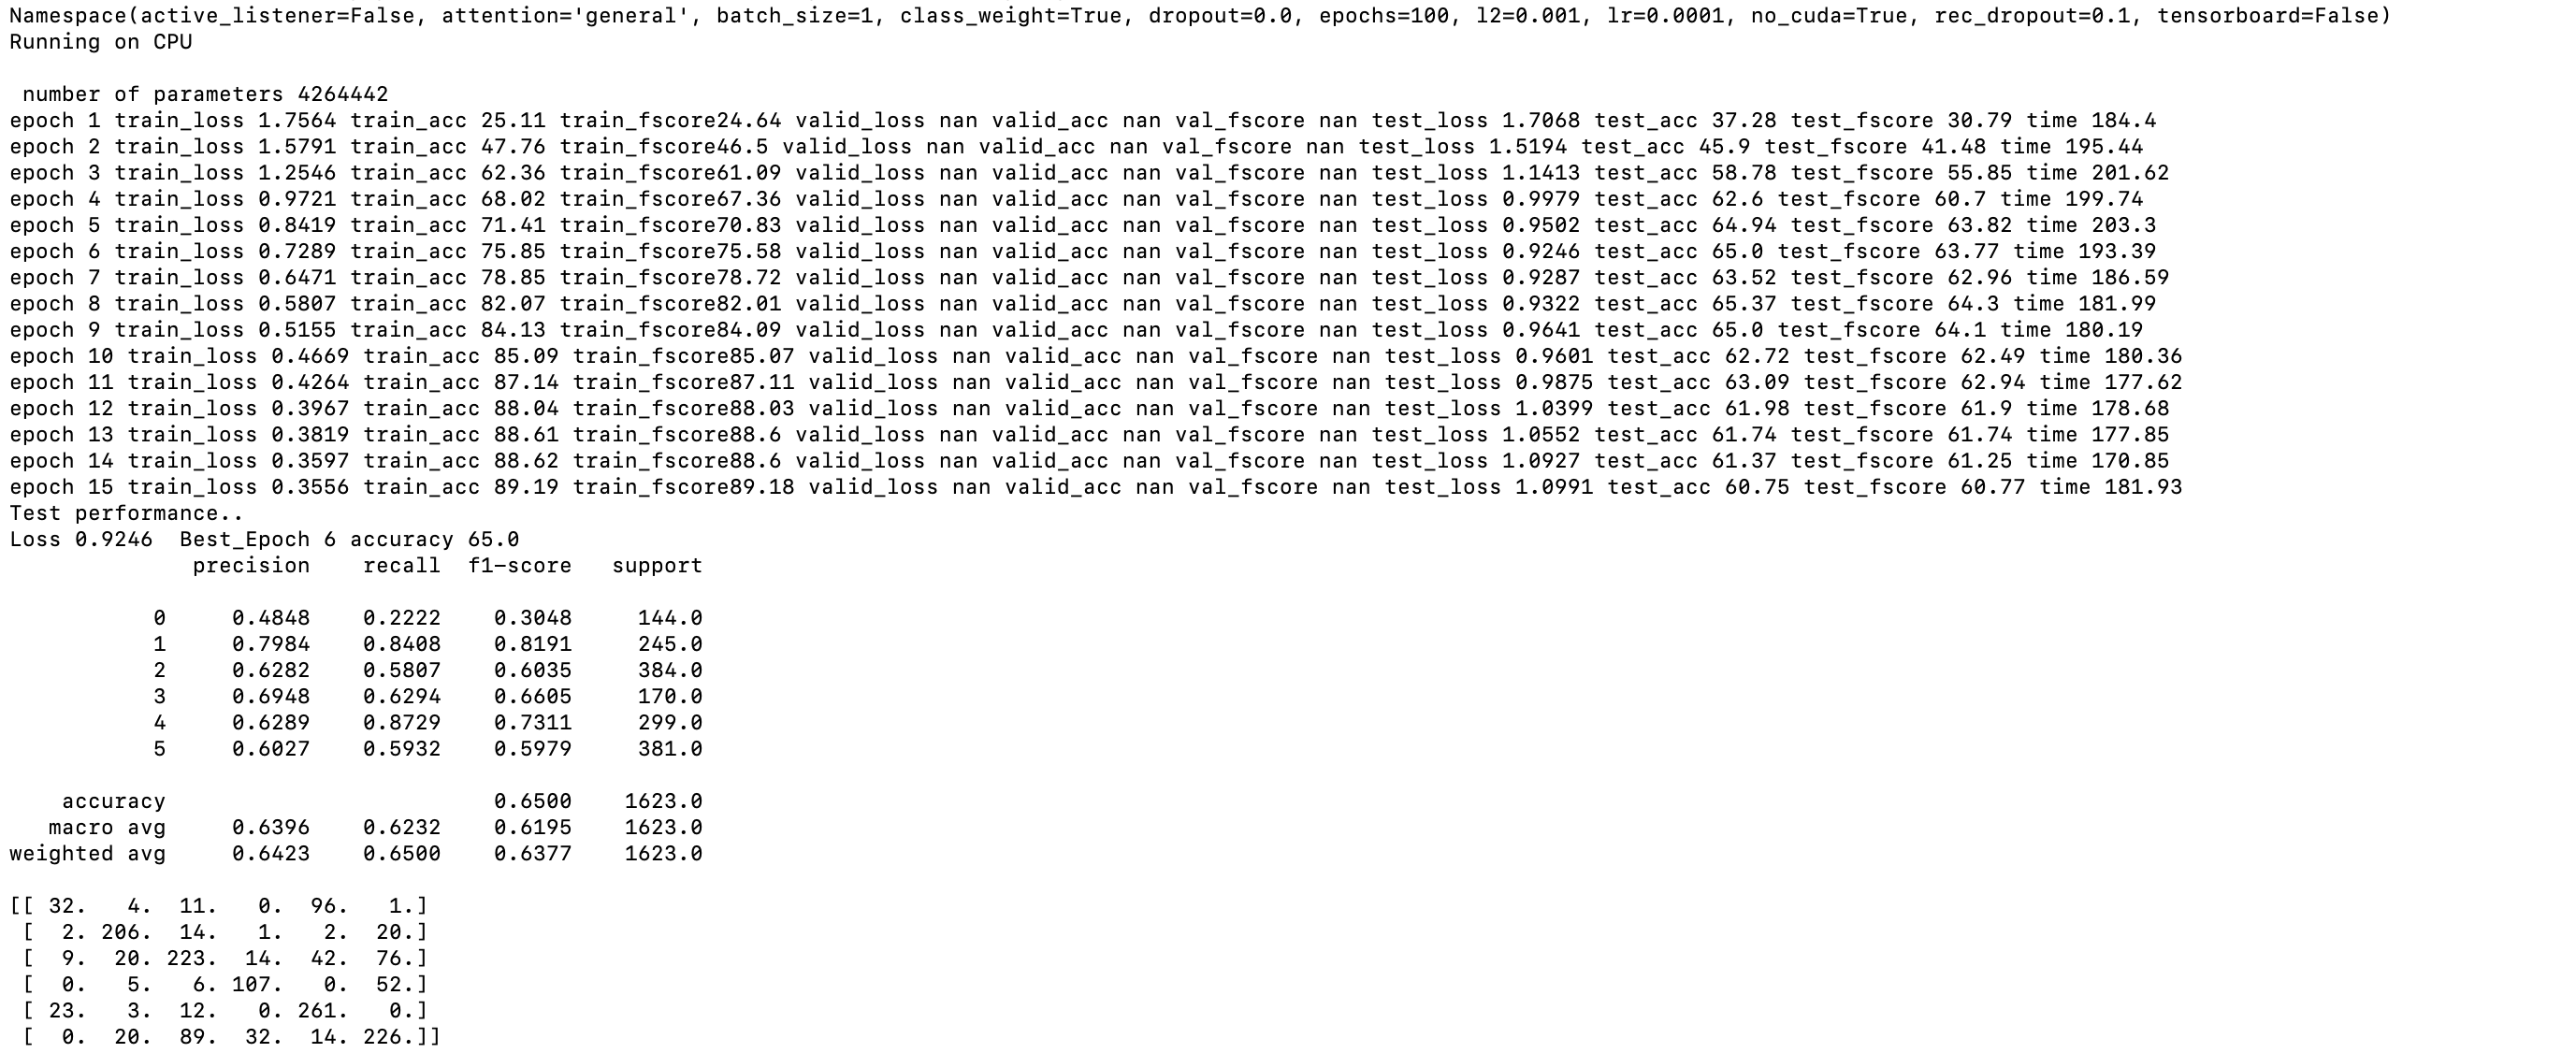 Namespace(active_listener=False, attention='general', batch_size=1, class_weight=True, dropout=0.0, epochs=100, l2=0.001, lr=0.0001, no_cuda=True, rec_dropout=0.1, tensorboard=False)
Running on CPU
number of parameters 4264442
epoch 1 train_loss 1.7564 train_acc 25.11 train_fscore24.64 valid_loss nan valid_acc nan val_fscore nan test_loss 1.7068 test_acc 37.28 test_fscore 30.79 time 184.4
epoch 2 train_loss 1.5791 train_acc 47.76 train_fscore46.5 valid_loss nan valid_acc nan val_fscore nan test_loss 1.5194 test_acc 45.9 test_fscore 41.48 time 195.44
epoch 3 train_loss 1.2546 train_acc 62.36 train_fscore61.09 valid_loss nan valid_acc nan val_fscore nan test_loss 1.1413 test_acc 58.78 test_fscore 55.85 time 201.62
epoch 4 train_loss 0.9721 train_acc 68.02 train_fscore67.36 valid_loss nan valid_acc nan val_fscore nan test_loss 0.9979 test_acc 62.6 test_fscore 60.7 time 199.74
epoch 5 train_loss 0.8419 train_acc 71.41 train_fscore70.83 valid_loss nan valid_acc nan val_fscore nan test_loss 0.9502 test_acc 64.94 test_fscore 63.82 time 203.3
epoch 6 train_loss 0.7289 train_acc 75.85 train_fscore75.58 valid_loss nan valid_acc nan val_fscore nan test_loss 0.9246 test_acc 65.0 test_fscore 63.77 time 193.39
epoch 7 train_loss 0.6471 train_acc 78.85 train_fscore78.72 valid_loss nan valid_acc nan val_fscore nan test_loss 0.9287 test_acc 63.52 test_fscore 62.96 time 186.59
epoch 8 train_loss 0.5807 train_acc 82.07 train_fscore82.01 valid_loss nan valid_acc nan val_fscore nan test_loss 0.9322 test_acc 65.37 test_fscore 64.3 time 181.99
epoch 9 train_loss 0.5155 train_acc 84.13 train_fscore84.09 valid_loss nan valid_acc nan val_fscore nan test_loss 0.9641 test_acc 65.0 test_fscore 64.1 time 180.19
epoch 10 train_loss 0.4669 train_acc 85.09 train_fscore85.07 valid_loss nan valid_acc nan val_fscore nan test_loss 0.9601 test_acc 62.72 test_fscore 62.49 time 180.36
epoch 11 train_loss 0.4264 train_acc 87.14 train_fscore87.11 valid_loss nan valid_acc nan val_fscore nan test_loss 0.9875 test_acc 63.09 test_fscore 62.94 time 177.62
epoch 12 train_loss 0.3967 train_acc 88.04 train_fscore88.03 valid_loss nan valid_acc nan val_fscore nan test_loss 1.0399 test_acc 61.98 test_fscore 61.9 time 178.68
epoch 13 train_loss 0.3819 train_acc 88.61 train_fscore88.6 valid_loss nan valid_acc nan val_fscore nan test_loss 1.0552 test_acc 61.74 test_fscore 61.74 time 177.85
epoch 14 train_loss 0.3597 train_acc 88.62 train_fscore88.6 valid_loss nan valid_acc nan val_fscore nan test_loss 1.0927 test_acc 61.37 test_fscore 61.25 time 170.85
epoch 15 train_loss 0.3556 train_acc 89.19 train_fscore89.18 valid_loss nan valid_acc nan val_fscore nan test_loss 1.0991 test_acc 60.75 test_fscore 60.77 time 181.93
Test performance..
Loss 0.9246  Best_Epoch 6 accuracy 65.0
              precision    recall  f1-score   support
           0     0.4848    0.2222    0.3048     144.0
           1     0.7984    0.8408    0.8191     245.0
           2     0.6282    0.5807    0.6035     384.0
           3     0.6948    0.6294    0.6605     170.0
           4     0.6289    0.8729    0.7311     299.0
           5     0.6027    0.5932    0.5979     381.0
    accuracy                         0.6500    1623.0
   macro avg     0.6396    0.6232    0.6195    1623.0
weighted avg     0.6423    0.6500    0.6377    1623.0
[[ 32.   4.  11.   0.  96.   1.]
 [  2. 206.  14.   1.   2.  20.]
 [  9.  20. 223.  14.  42.  76.]
 [  0.   5.   6. 107.   0.  52.]
 [ 23.   3.  12.   0. 261.   0.]
 [  0.  20.  89.  32.  14. 226.]]